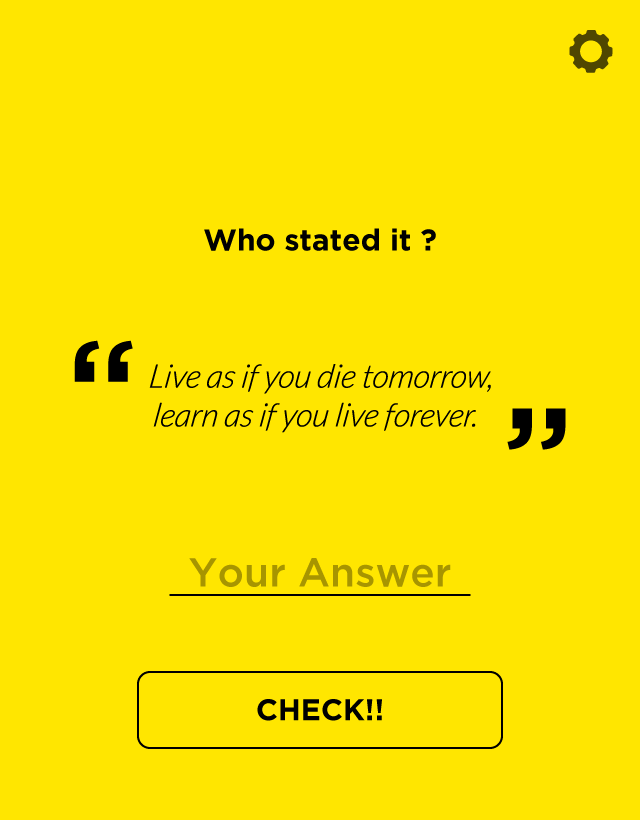 Who stated it ?
“ Live as if you die tomorrow,
learn as if you live forever. ”
Your Answer
CHECK!!